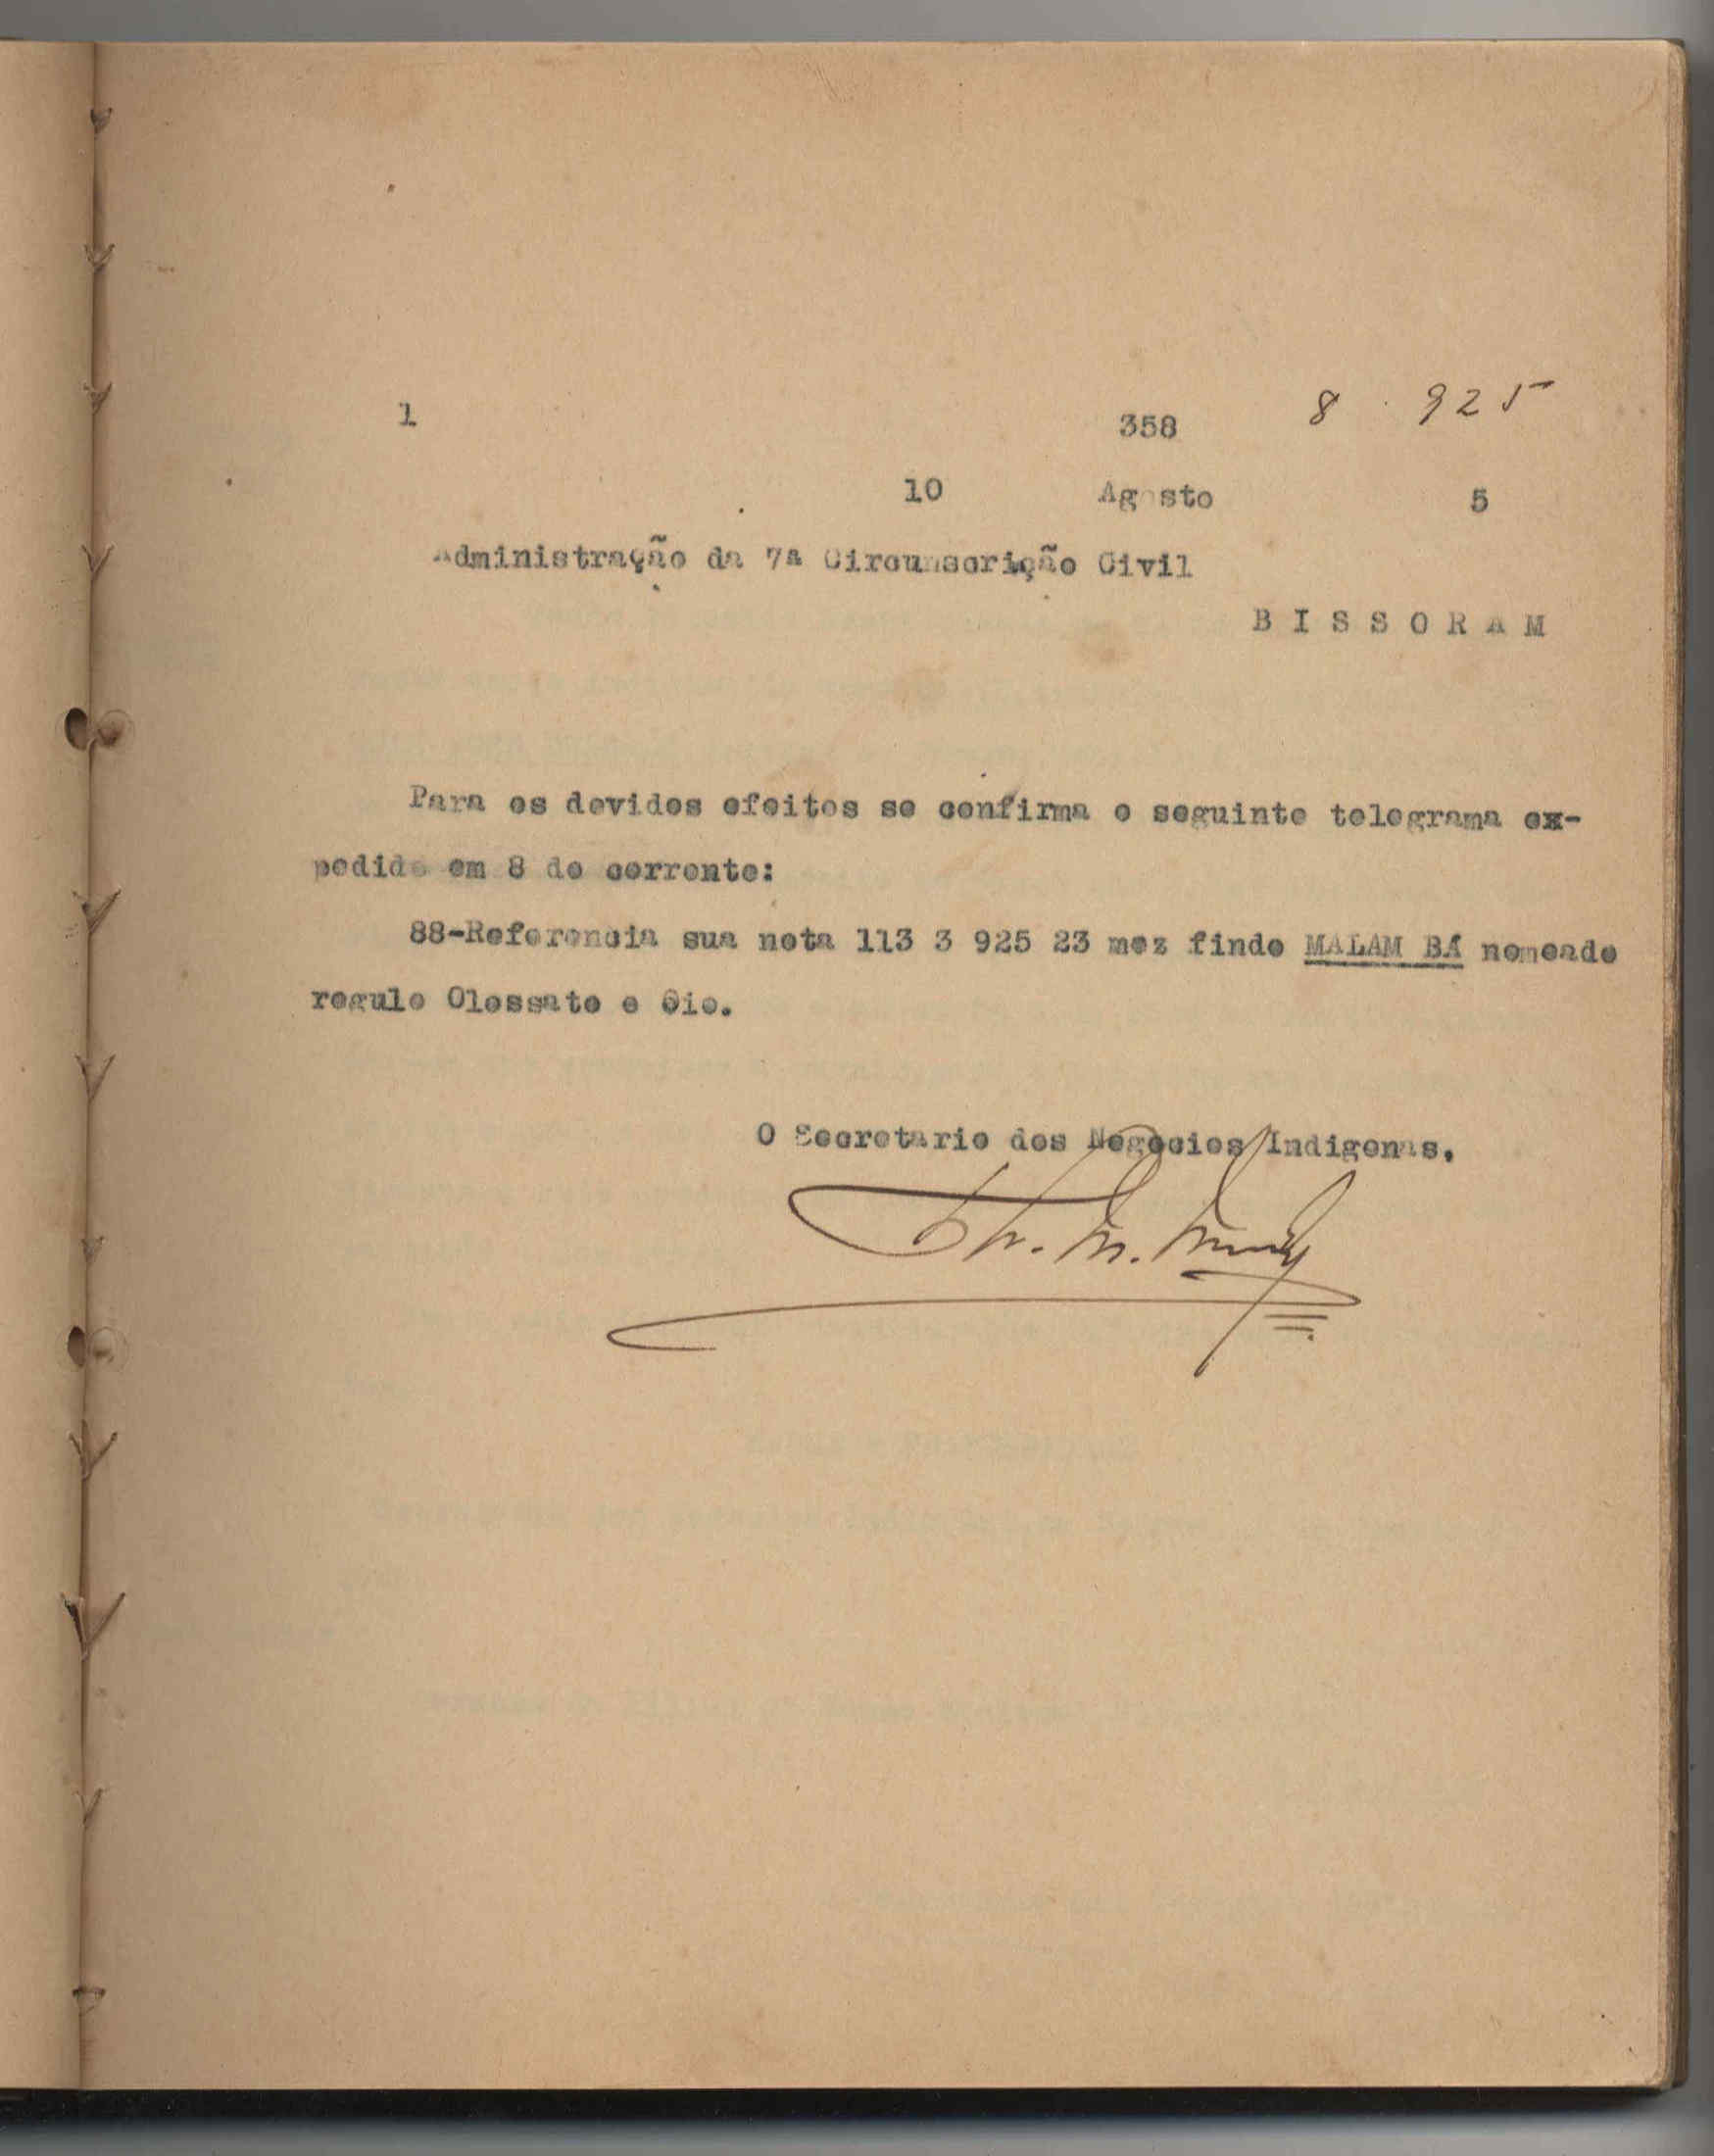 1 358 8 925
10 Agosto 5
Administração da 7ª Circunscrição Civil
BISSORAM
Para os devidos efeitos se confirma o seguinte telegrama ex-
pedido em 8 do corrente:
88-Referencia sua nota 113 3 925 23 mez findo MALAM BÁ nomeado
regulo Olossato e Oio.
O Secretario dos Negocios Indigenas.